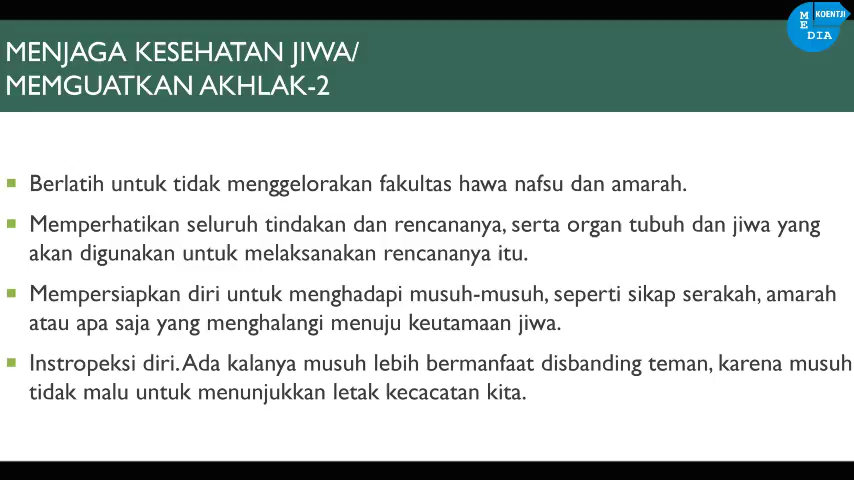 MENJAGA KESEHATAN JIWA/
MEMGUATKAN AKHLAK-2
M
E
KOENTJI
DIA
Berlatih untuk tidak menggelorakan fakultas hawa nafsu dan amarah.
Memperhatikan seluruh tindakan dan rencananya, serta organ tubuh dan jiwa yang
akan digunakan untuk melaksanakan rencananya itu.
Mempersiapkan diri untuk menghadapi musuh-musuh, seperti sikap serakah, amarah
atau apa saja yang menghalangi menuju keutamaan jiwa.
Instropeksi diri. Ada kalanya musuh lebih bermanfaat disbanding teman, karena musuh
tidak malu untuk menunjukkan letak kecacatan kita.